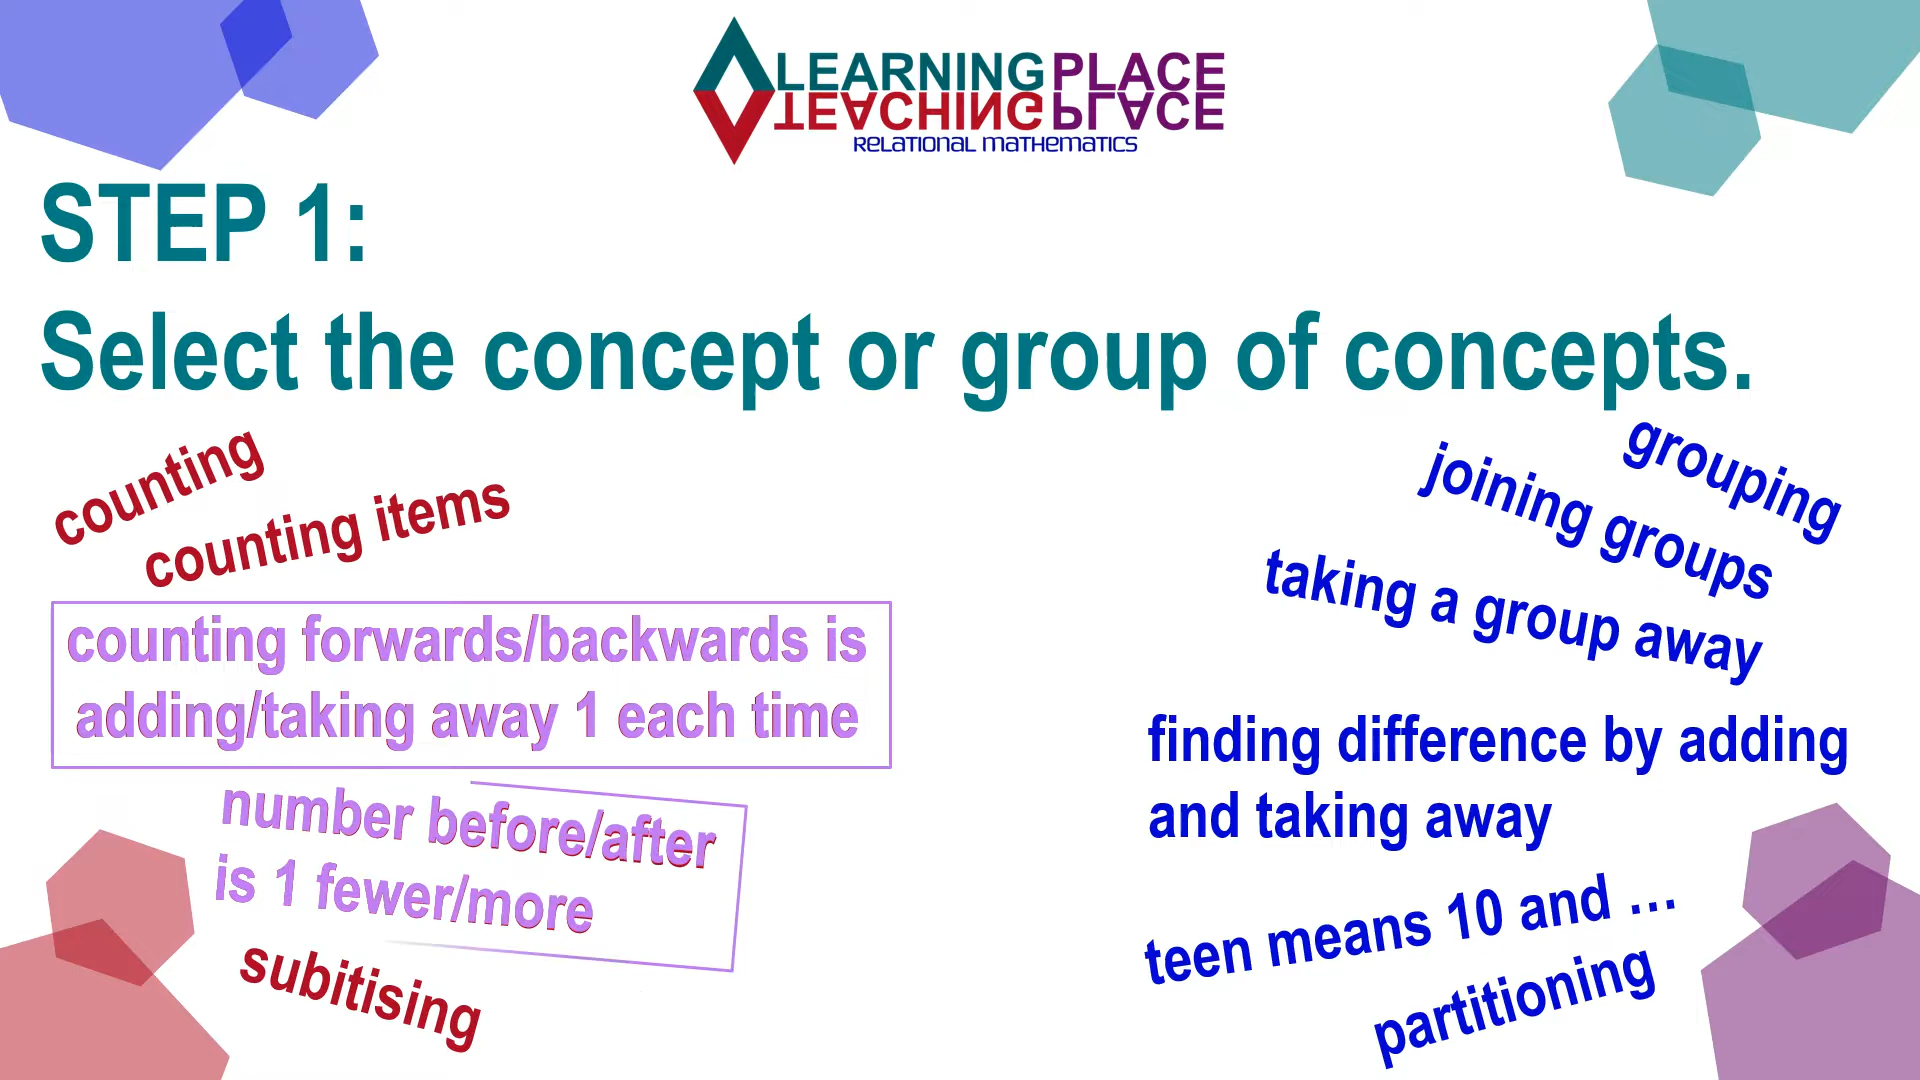 LEARNING PLACE
TEACHING PLACE
RELATIONAL MATHEMATICS
STEP 1:
Select the concept or group of concepts.
counting
counting items
counting forwards/backwards is
adding/taking away 1 each time
number before/after
is 1 fewer/more
subitising
grouping
joining groups
taking a group away
finding difference by adding
and taking away
teen means 10 and ...
partitioning